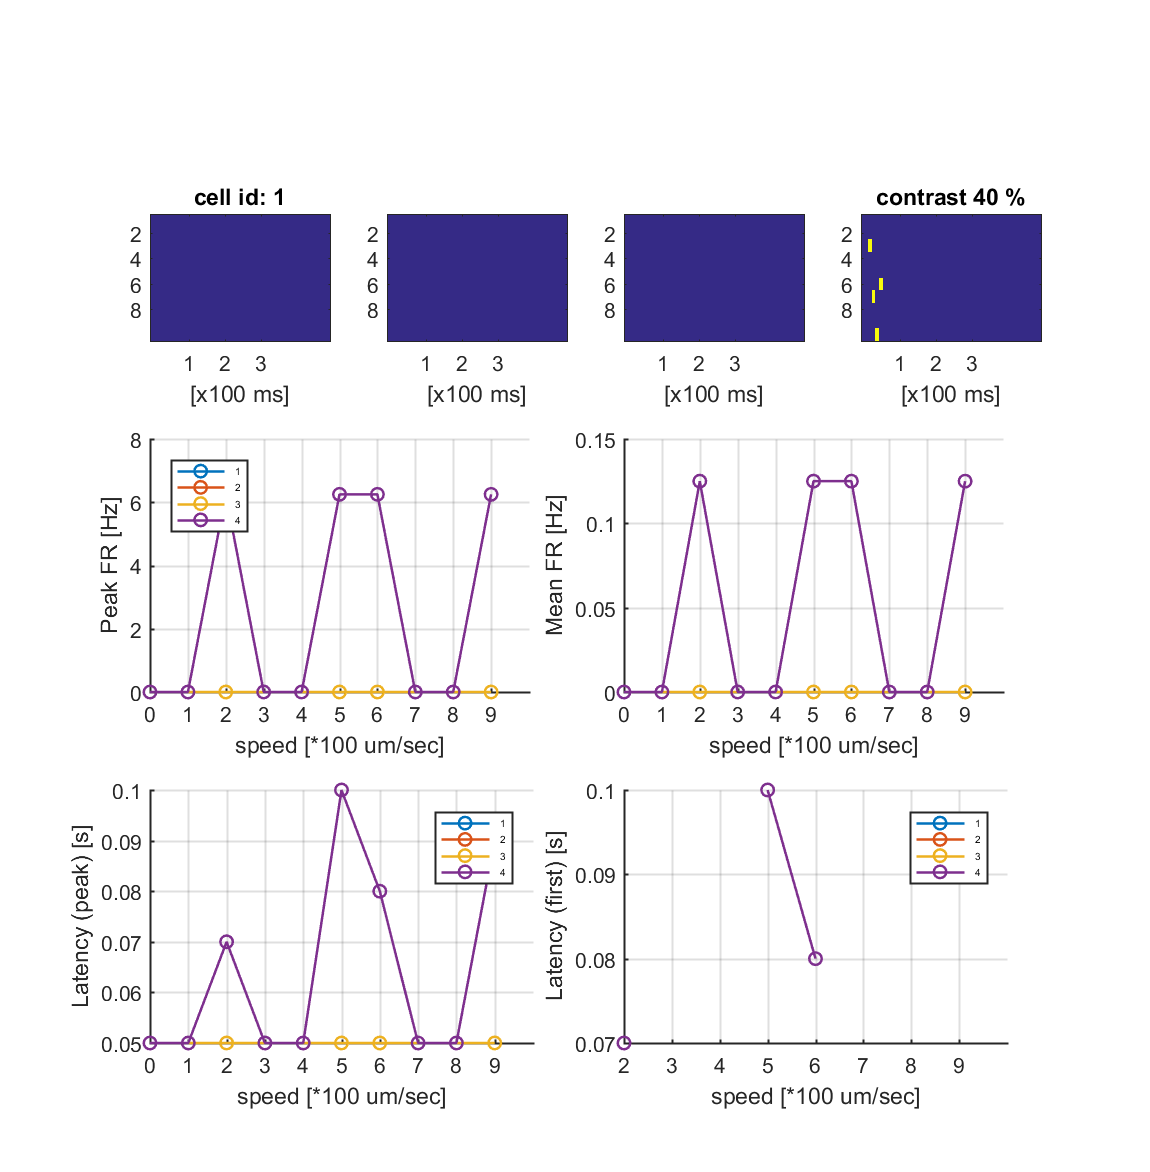 cell id: 1
contrast 40 %
2
4
6
8
2
4
6
8
2
4
6
8
2
4
6
8
1 2 3
1 2 3
1 2 3
1 2 3
[x100 ms]
[x100 ms]
[x100 ms]
[x100 ms]
8
6
4
2
0
Peak FR [Hz]
1
2
3
4
0 1 2 3 4 5 6 7 8 9
speed [*100 um/sec]
0.15
0.1
0.05
0
Mean FR [Hz]
0 1 2 3 4 5 6 7 8 9
speed [*100 um/sec]
0.1
0.09
0.08
0.07
0.06
0.05
Latency (peak) [s]
1
2
3
4
0 1 2 3 4 5 6 7 8 9
speed [*100 um/sec]
0.1
0.09
0.08
0.07
Latency (first) [s]
1
2
3
4
2 3 4 5 6 7 8 9
speed [*100 um/sec]